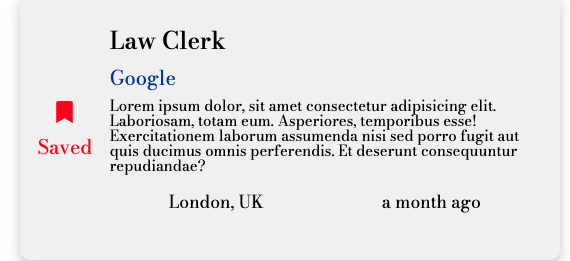 Law Clerk
Google
Lorem ipsum dolor, sit amet consectetur adipisicing elit.
Laboriosam, totam eum. Asperiores, temporibus esse!
Exercitationem laborum assumenda nisi sed porro fugit aut
quis ducimus omnis perferendis. Et deserunt consequuntur
repudiandae?
Saved
London, UK
a month ago